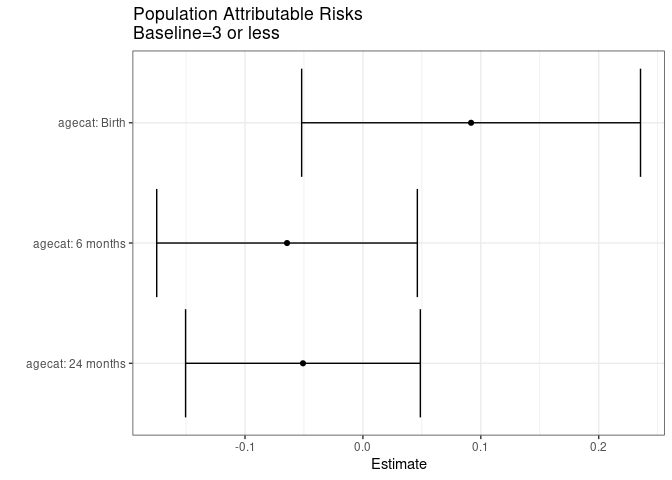 Population Attributable Risks
Baseline=3 or less
agecat: Birth
agecat: 6 months
agecat: 24 months
-0.1
0.0
0.1
0.2
Estimate